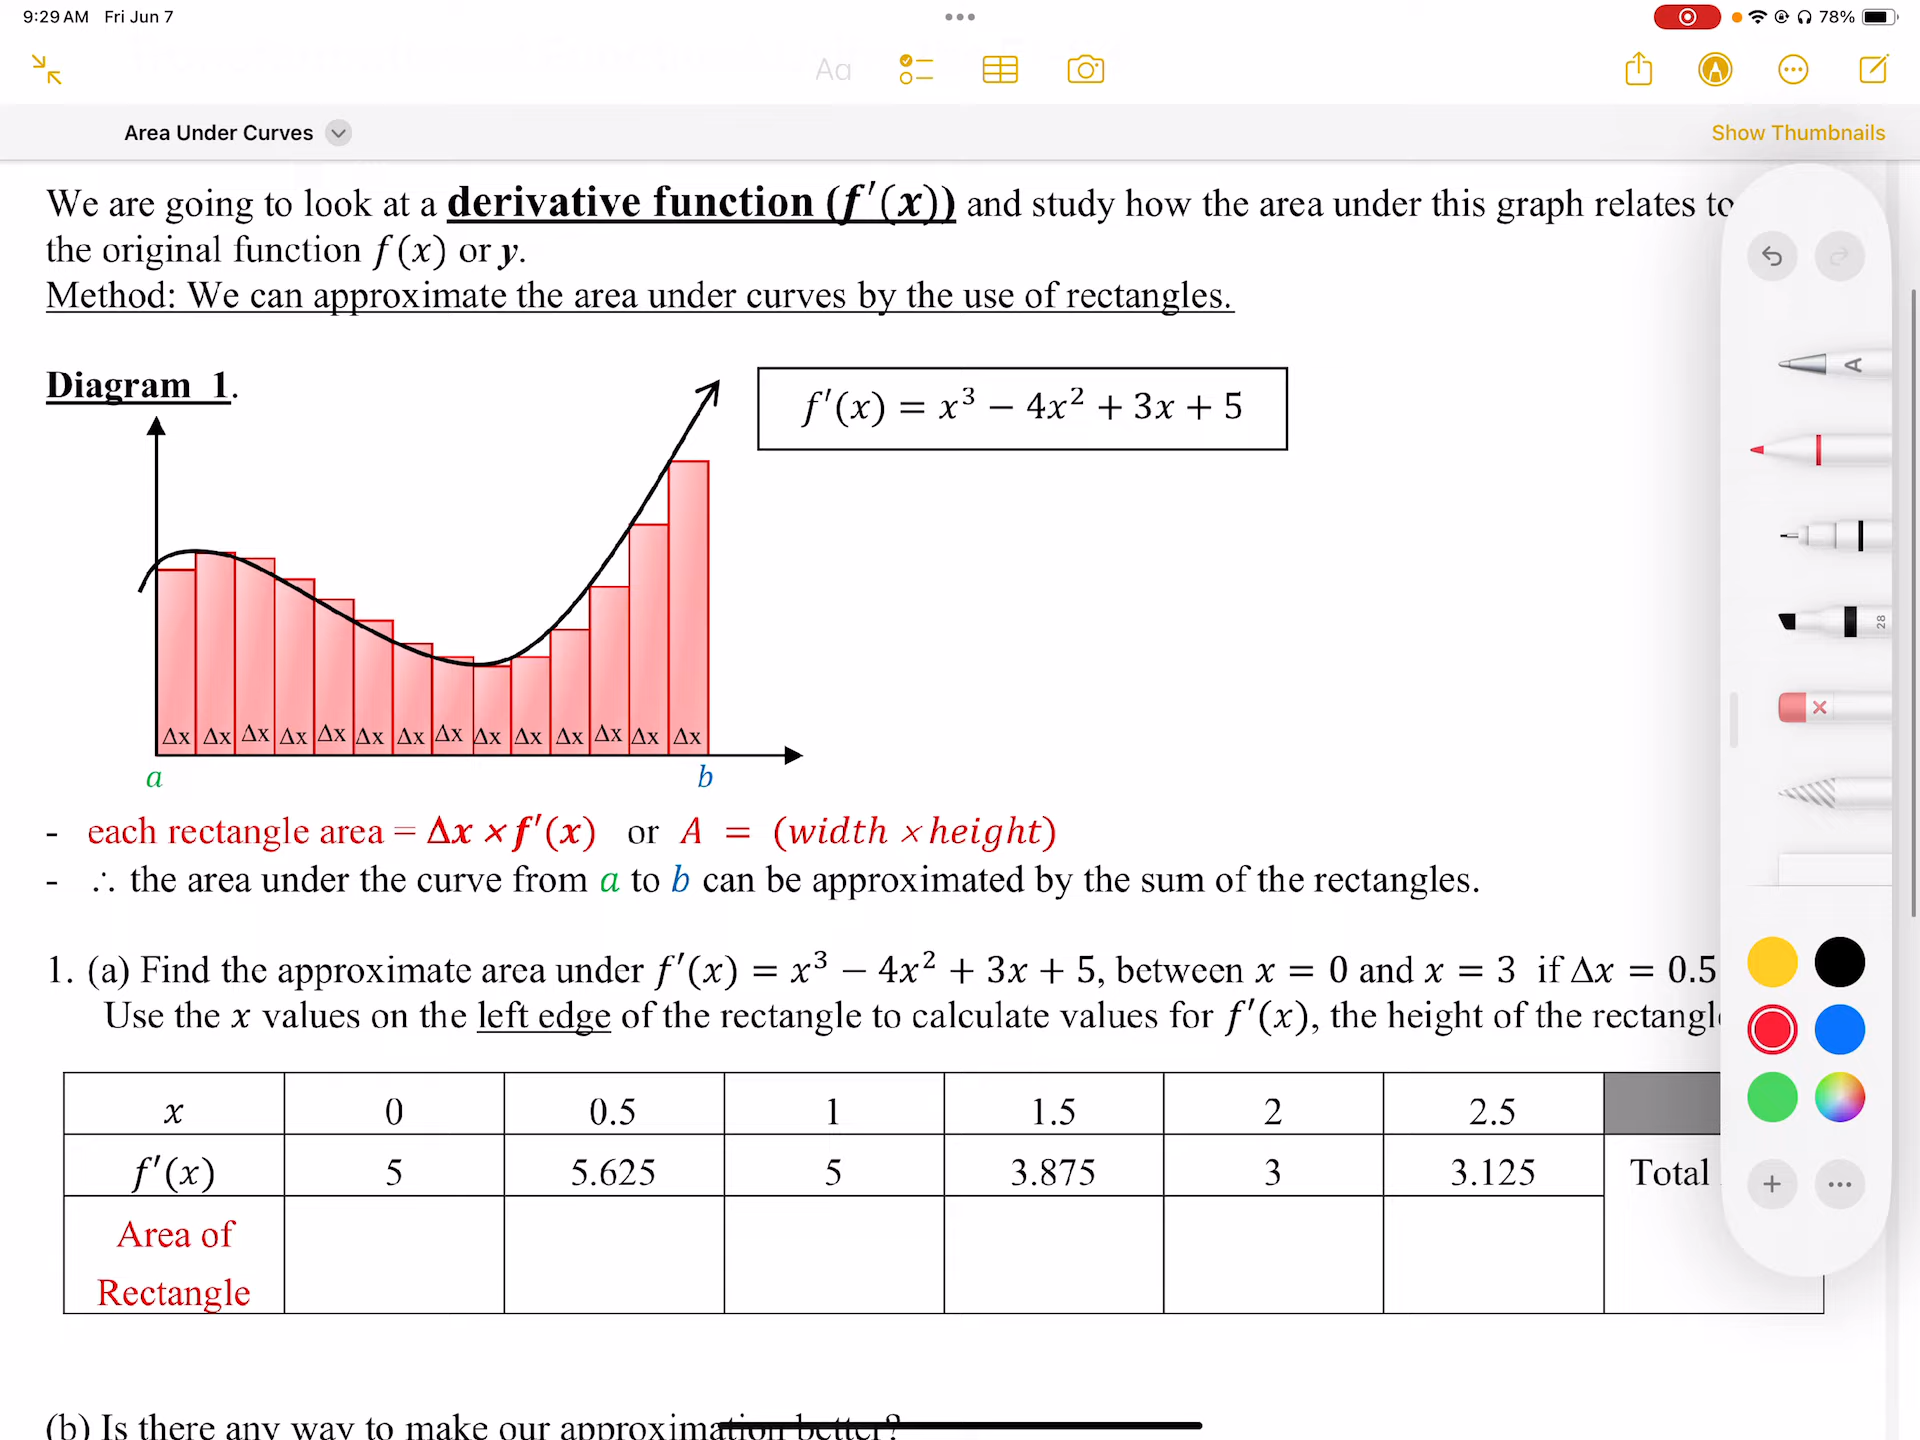 9:29 AM Fri Jun 7
78%
Aa
Area Under Curves
Show Thumbnails
We are going to look at a derivative function (f′(x)) and study how the area under this graph relates to
the original function f(x) or y.
Method: We can approximate the area under curves by the use of rectangles.
Diagram 1.
f′(x) = x³ − 4x² + 3x + 5
Δx Δx Δx Δx Δx Δx Δx Δx Δx Δx Δx Δx Δx Δx
a b
- each rectangle area = Δx × f′(x) or A = (width × height)
- ∴ the area under the curve from a to b can be approximated by the sum of the rectangles.
1. (a) Find the approximate area under f′(x) = x³ − 4x² + 3x + 5, between x = 0 and x = 3 if Δx = 0.5
Use the x values on the left edge of the rectangle to calculate values for f′(x), the height of the
x 0 0.5 1 1.5 2 2.5
f′(x) 5 5.625 5 3.875 3 3.125 Total
Area of
Rectangle
(b) Is there any way to make our approximation better?
A
28